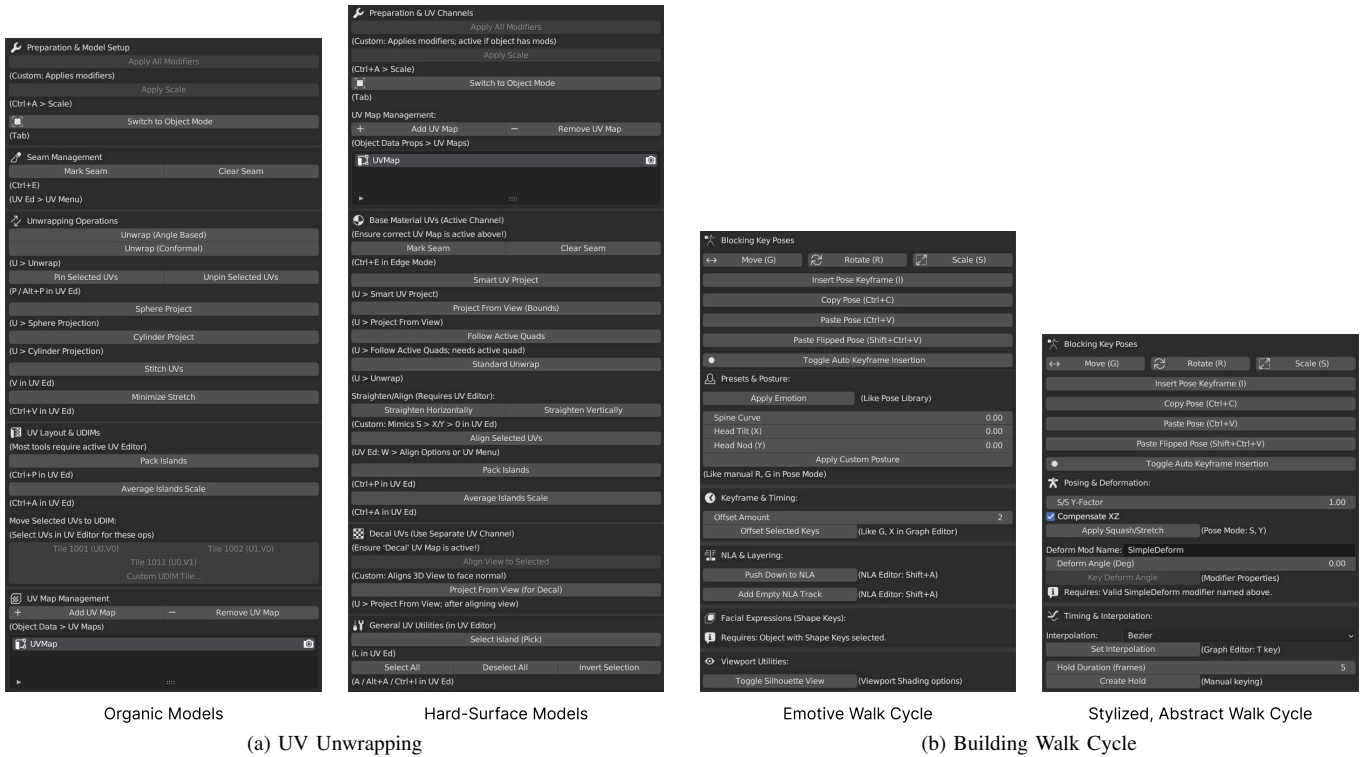 Preparation & Model Setup
Apply All Modifiers
(Custom: Applies modifiers)
Apply Scale
(Ctrl+A > Scale)
Switch to Object Mode
(Tab)
Seam Management
Mark Seam Clear Seam
(Ctrl+E)
(UV Ed > UV Menu)
Unwrapping Operations
Unwrap (Angle Based)
Unwrap (Conformal)
(U > Unwrap)
Pin Selected UVs Unpin Selected UVs
(P / Alt+P in UV Ed)
Sphere Project
(U > Sphere Projection)
Cylinder Project
(U > Cylinder Projection)
Stitch UVs
(V in UV Ed)
Minimize Stretch
(Ctrl+V in UV Ed)
UV Layout & UDIMs
(Most tools require active UV Editor)
Pack Islands
(Ctrl+P in UV Ed)
Average Islands Scale
(Ctrl+A in UV Ed)
Move Selected UVs to UDIM:
(Select UVs in UV Editor for these ops)
Tile 1001 (U0,V0) Tile 1002 (U1,V0)
Tile 1011 (U0,V1)
Custom UDIM Tile...
UV Map Management
+ Add UV Map − Remove UV Map
(Object Data > UV Maps)
UVMap
Organic Models
Preparation & UV Channels
Apply All Modifiers
(Custom: Applies modifiers; active if object has mods)
Apply Scale
(Ctrl+A > Scale)
Switch to Object Mode
(Tab)
UV Map Management:
+ Add UV Map − Remove UV Map
(Object Data Props > UV Maps)
UVMap
Base Material UVs (Active Channel)
(Ensure correct UV Map is active above!)
Mark Seam Clear Seam
(Ctrl+E in Edge Mode)
Smart UV Project
(U > Smart UV Project)
Project From View (Bounds)
(U > Project From View)
Follow Active Quads
(U > Follow Active Quads; needs active quad)
Standard Unwrap
(U > Unwrap)
Straighten/Align (Requires UV Editor):
Straighten Horizontally Straighten Vertically
(Custom: Mimics S > X/Y > 0 in UV Ed)
Align Selected UVs
(UV Ed: W > Align Options or UV Menu)
Pack Islands
(Ctrl+P in UV Ed)
Average Islands Scale
(Ctrl+A in UV Ed)
Decal UVs (Use Separate UV Channel)
(Ensure 'Decal' UV Map is active!)
Align View to Selected
(Custom: Aligns 3D View to face normal)
Project From View (for Decal)
(U > Project From View; after aligning view)
General UV Utilities (in UV Editor)
Select Island (Pick)
(L in UV Ed)
Select All Deselect All Invert Selection
(A / Alt+A / Ctrl+I in UV Ed)
Hard-Surface Models
(a) UV Unwrapping
Blocking Key Poses
Move (G) Rotate (R) Scale (S)
Insert Pose Keyframe (I)
Copy Pose (Ctrl+C)
Paste Pose (Ctrl+V)
Paste Flipped Pose (Shift+Ctrl+V)
Toggle Auto Keyframe Insertion
Presets & Posture:
Apply Emotion (Like Pose Library)
Spine Curve 0.00
Head Tilt (X) 0.00
Head Nod (Y) 0.00
Apply Custom Posture
(Like manual R, G in Pose Mode)
Keyframe & Timing:
Offset Amount 2
Offset Selected Keys (Like G, X in Graph Editor)
NLA & Layering:
Push Down to NLA (NLA Editor: Shift+A)
Add Empty NLA Track (NLA Editor: Shift+A)
Facial Expressions (Shape Keys):
Requires: Object with Shape Keys selected.
Viewport Utilities:
Toggle Silhouette View (Viewport Shading options)
Emotive Walk Cycle
Blocking Key Poses
Move (G) Rotate (R) Scale (S)
Insert Pose Keyframe (I)
Copy Pose (Ctrl+C)
Paste Pose (Ctrl+V)
Paste Flipped Pose (Shift+Ctrl+V)
Toggle Auto Keyframe Insertion
Posing & Deformation:
S/S Y-Factor 1.00
Compensate XZ
Apply Squash/Stretch (Pose Mode: S, Y)
Deform Mod Name: SimpleDeform
Deform Angle (Deg) 0.00
Key Deform Angle (Modifier Properties)
Requires: Valid SimpleDeform modifier named above.
Timing & Interpolation:
Interpolation: Bezier
Set Interpolation (Graph Editor: T key)
Hold Duration (frames) 5
Create Hold (Manual keying)
Stylized, Abstract Walk Cycle
(b) Building Walk Cycle